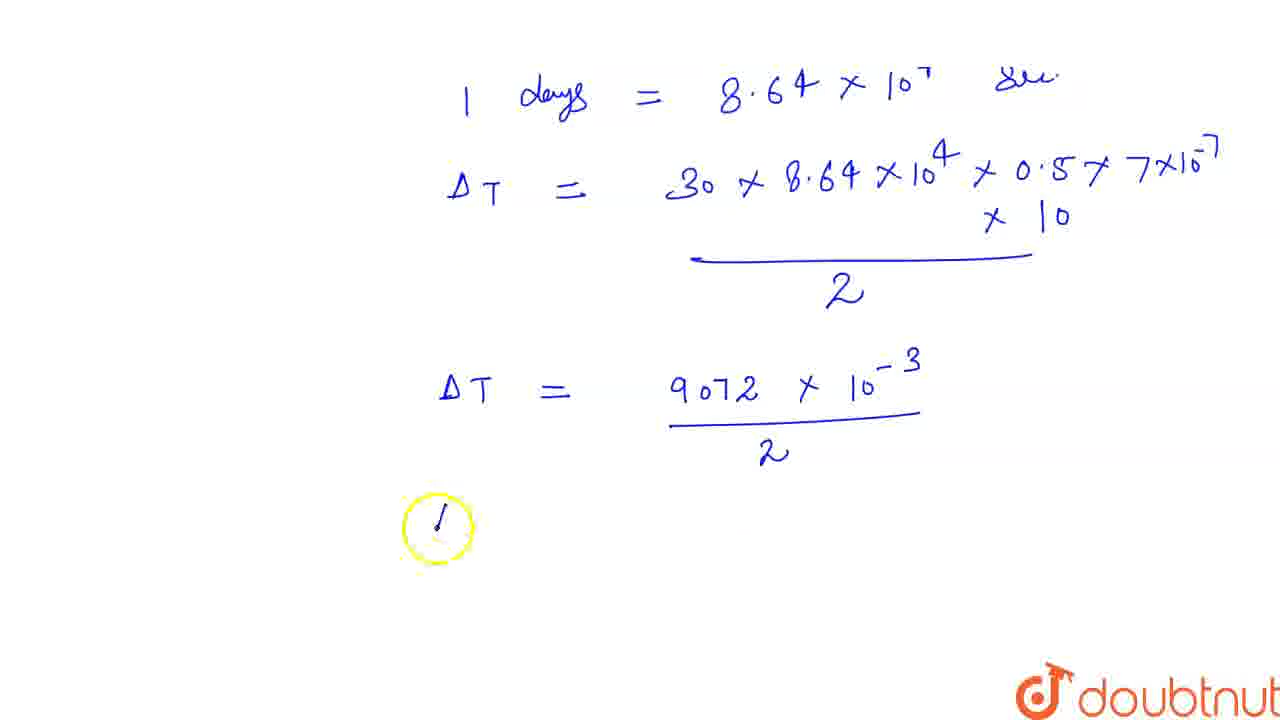 1 days = 8.64 × 10⁴ sec.
ΔT = 30 × 8.64 × 10⁴ × 0.5 × 7 × 10⁻⁷
× 10
2
ΔT = 9072 × 10⁻³
2
doubtnut